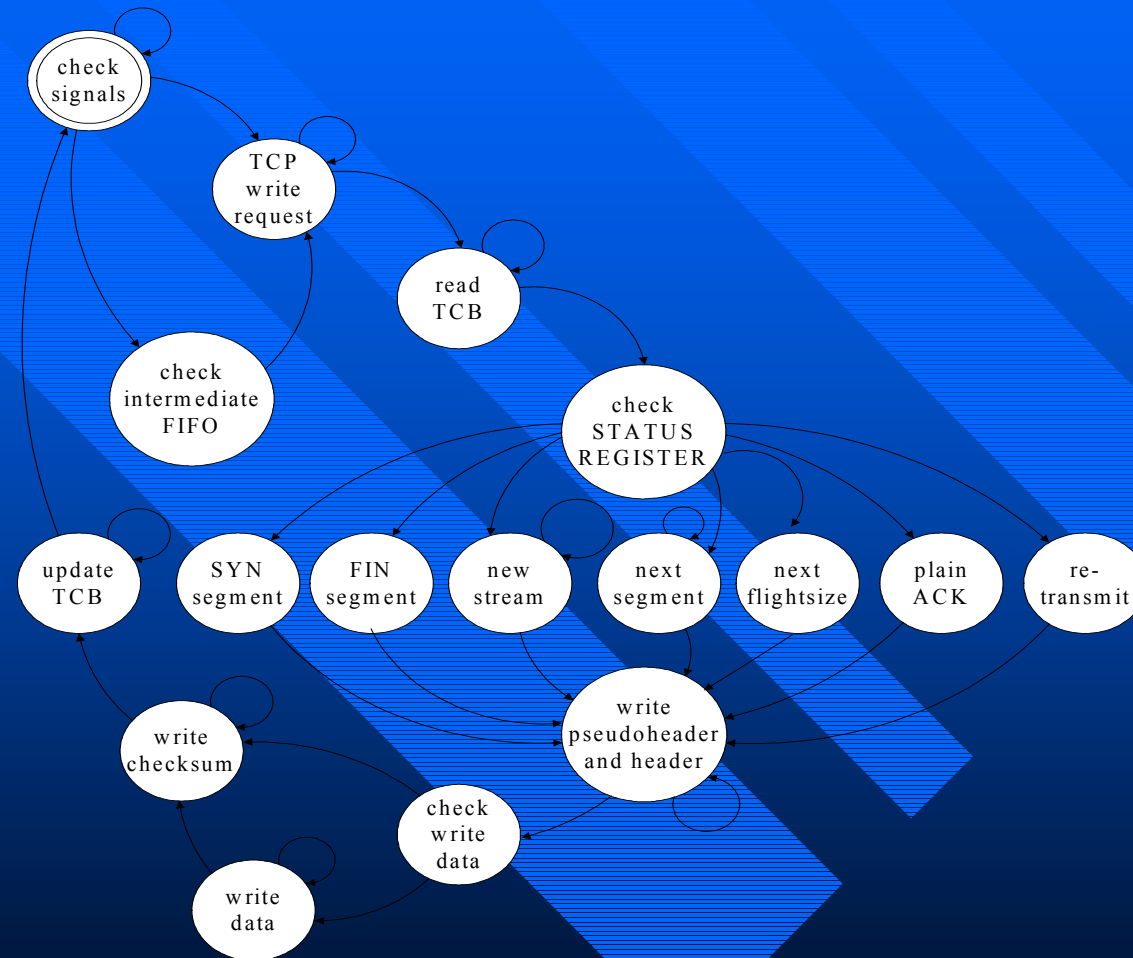 check
signals
TCP
write
request
read
TCB
check
intermediate
FIFO
check
STATUS
REGISTER
update
TCB
SYN
segment
FIN
segment
new
stream
next
segment
next
flightsize
plain
ACK
re-
transmit
write
pseudoheader
and header
write
checksum
check
write
data
write
data